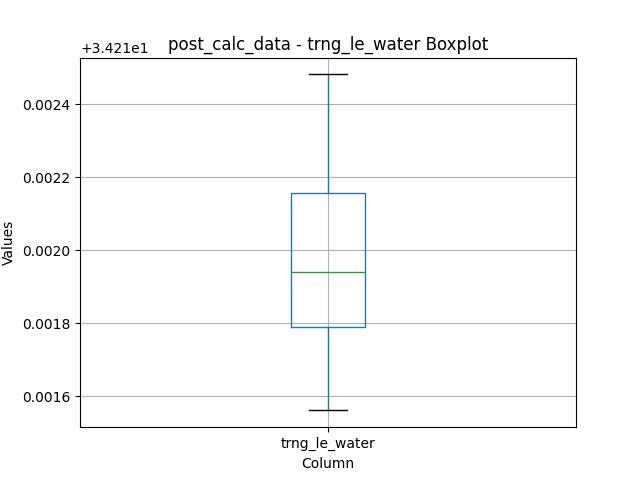 post_calc_data - trng_le_water Boxplot
+3.421e1
0.0024
0.0022
0.0020
0.0018
0.0016
Values
trng_le_water
Column